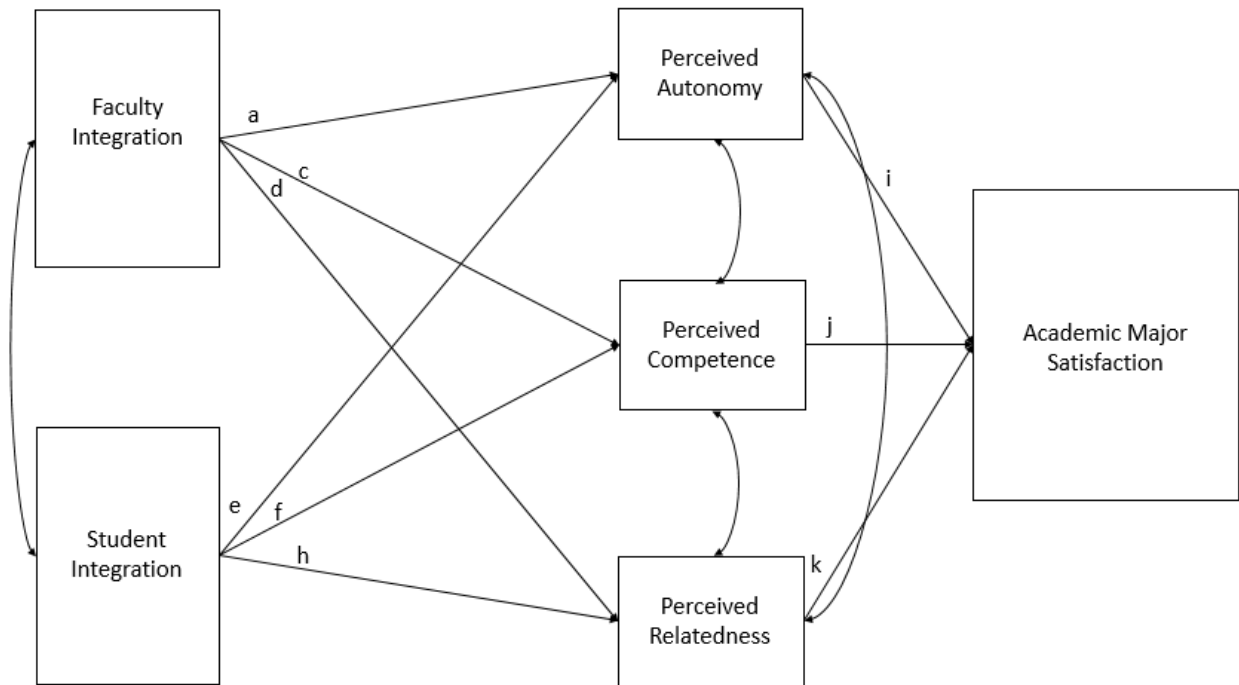 Faculty
Integration
Student
Integration
a
c
d
e
f
h
Perceived
Autonomy
Perceived
Competence
Perceived
Relatedness
i
j
k
Academic Major
Satisfaction